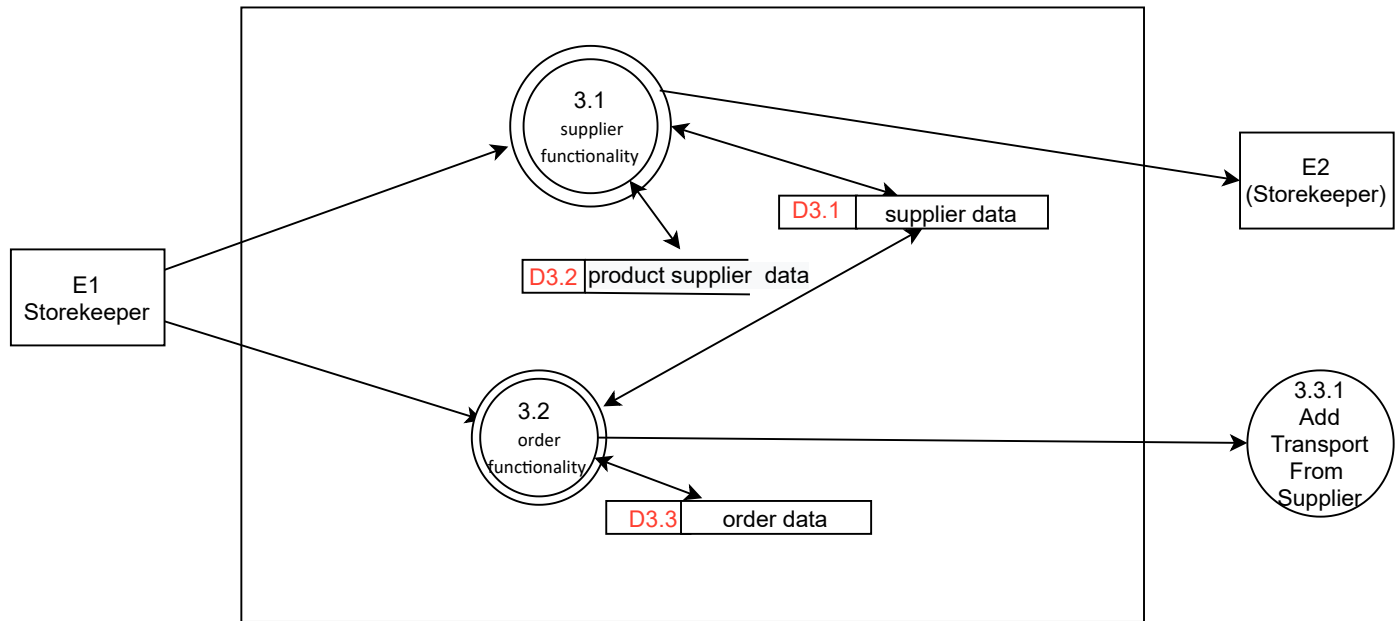 3.1
supplier
functionality
E2
(Storekeeper)
D3.1 supplier data
D3.2 product supplier data
E1
Storekeeper
3.2
order
functionality
3.3.1
Add
Transport
From
Supplier
D3.3 order data